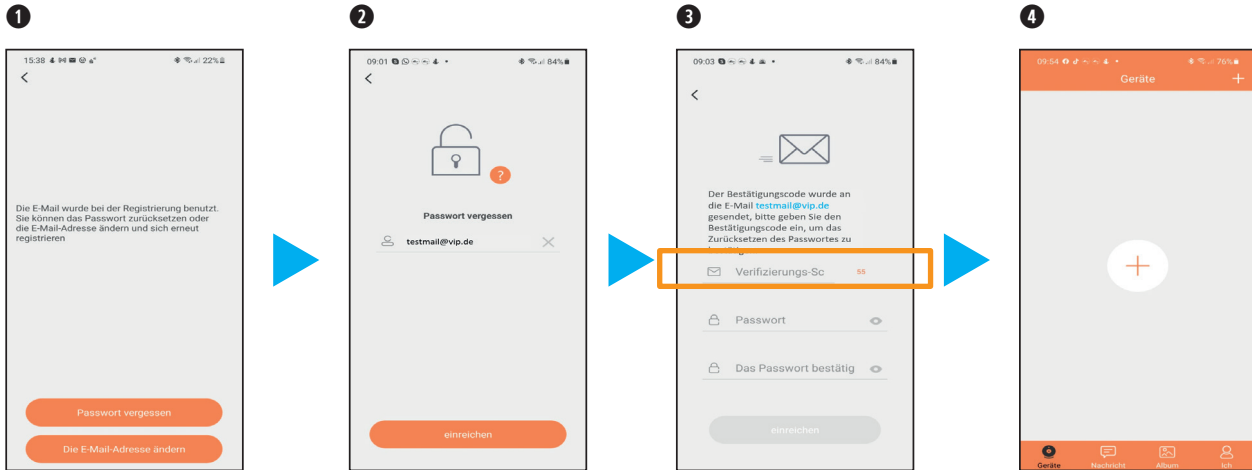 1
15:38 22%
Die E-Mail wurde bei der Registrierung benutzt.
Sie können das Passwort zurücksetzen oder
die E-Mail-Adresse ändern und sich erneut
registrieren
Passwort vergessen
Die E-Mail-Adresse ändern
2
09:01 84%
?
Passwort vergessen
testmail@vip.de
einreichen
3
09:03 84%
Der Bestätigungscode wurde an
die E-Mail testmail@vip.de
gesendet, bitte geben Sie den
Bestätigungscode ein, um das
Zurücksetzen des Passwortes zu
Verifizierungs-Sc
Passwort
Das Passwort bestätig
einreichen
4
09:54 76%
Geräte
Geräte Nachricht Album Ich